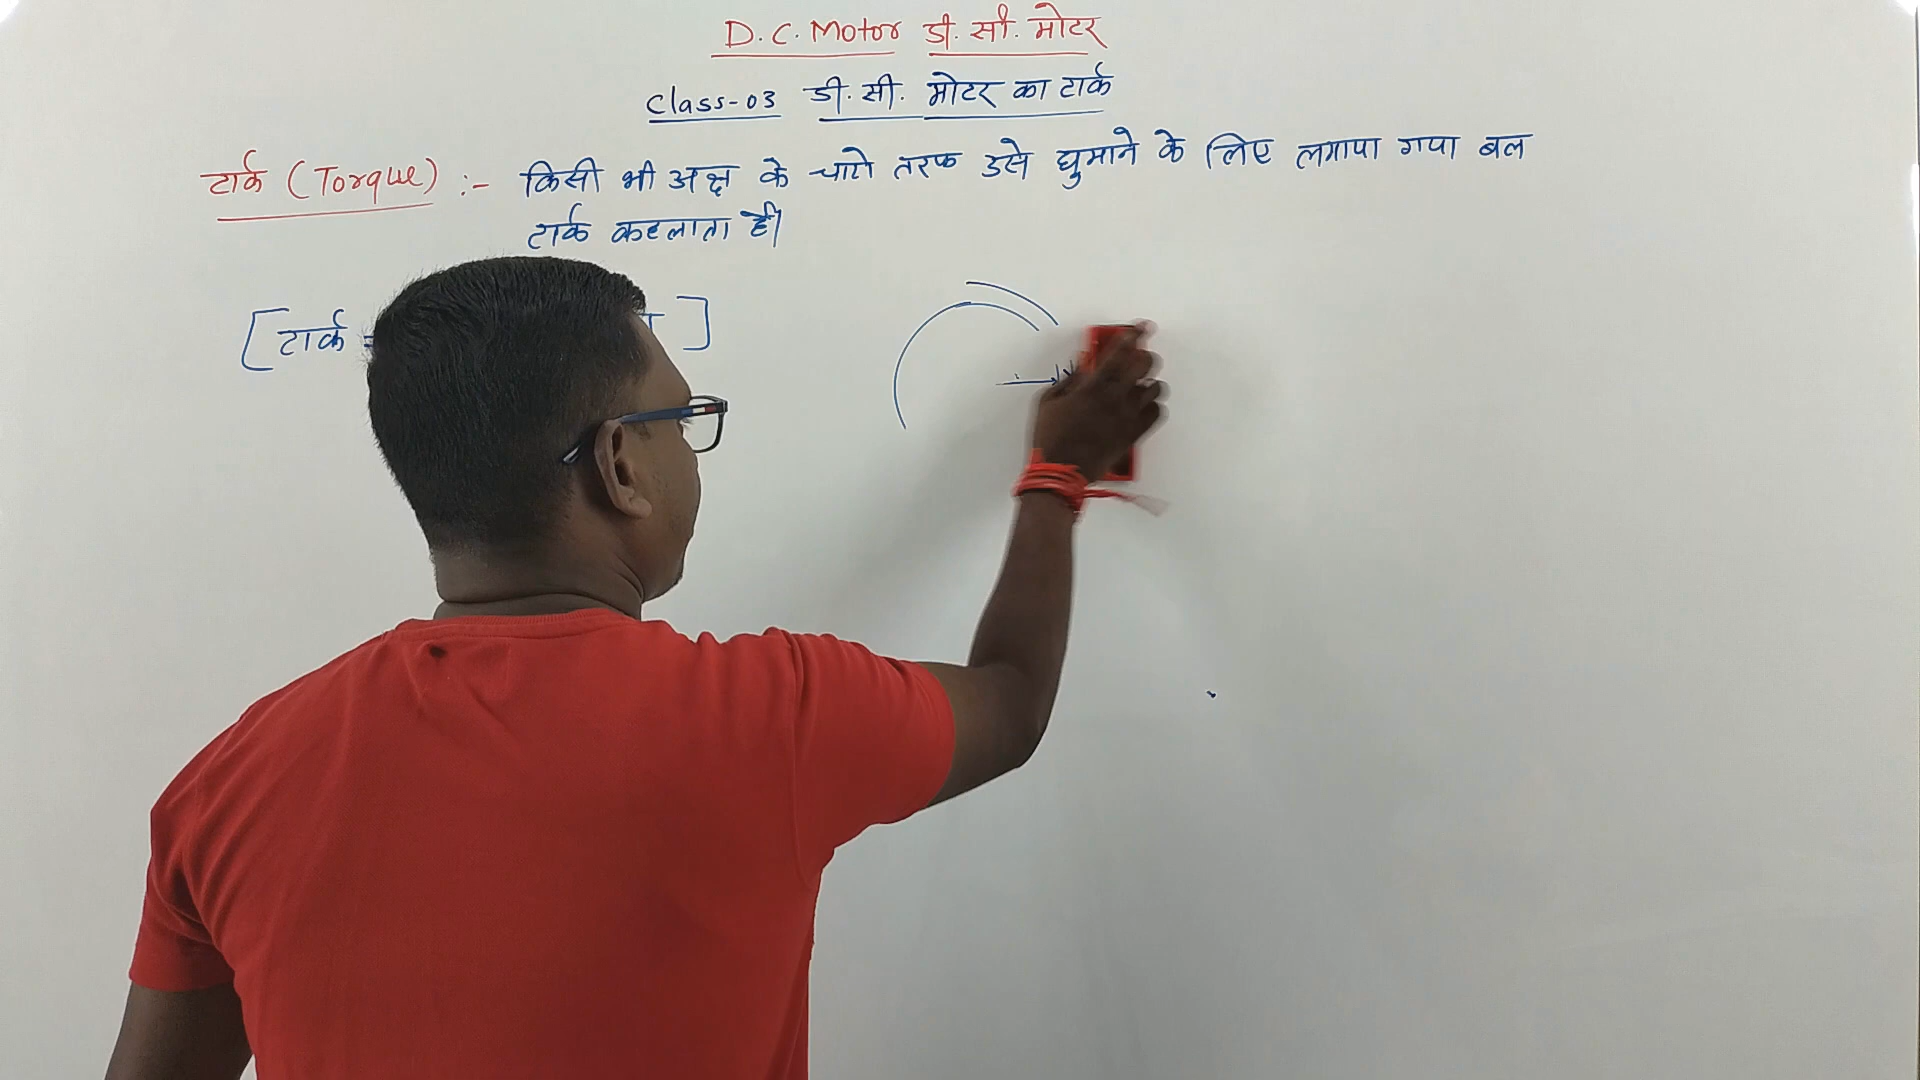 D.C. Motor डी.सी. मोटर
Class-03 डी.सी. मोटर का टार्क
टार्क (Torque) :- किसी भी अक्ष के चारो तरफ उसे घुमाने के लिए लगाया गया बल
टार्क कहलाता है।
[टार्क = ]